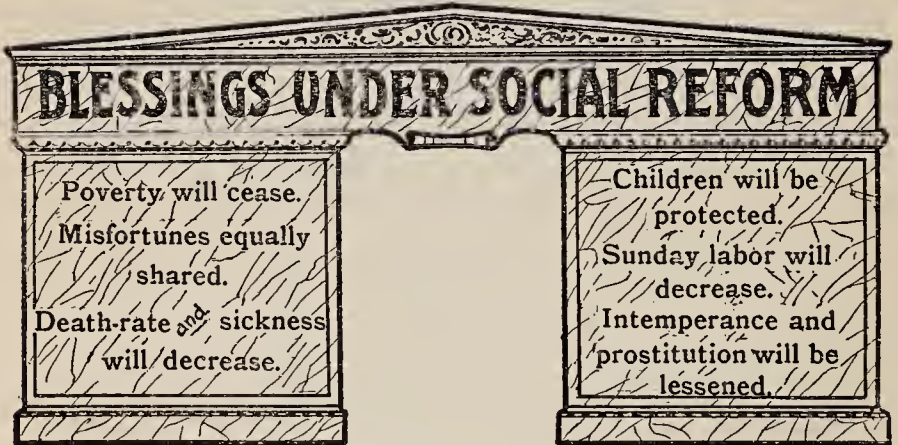 BLESSINGS UNDER SOCIAL REFORM
Poverty will cease.
Misfortunes equally
shared.
Death-rate and sickness
will decrease.
Children will be
protected.
Sunday labor will
decrease.
Intemperance and
prostitution will be
lessened.